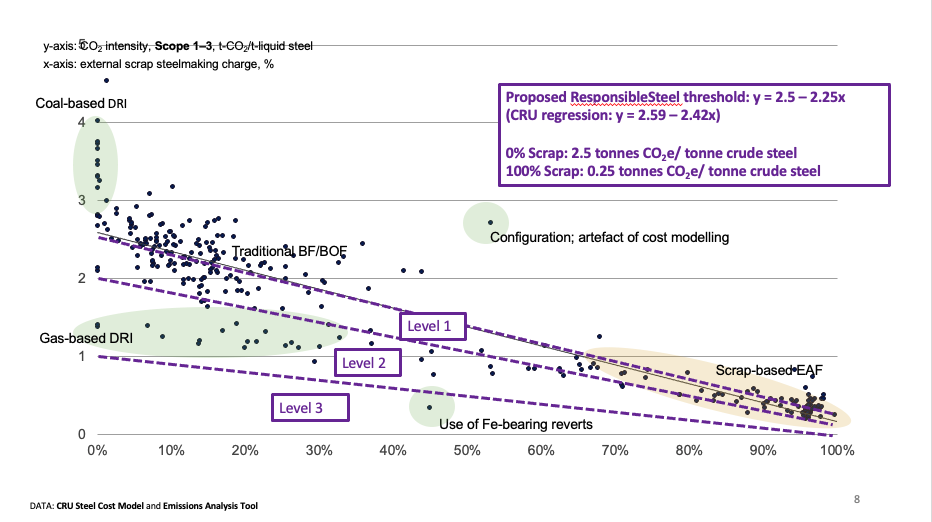 5
y-axis: CO₂ intensity, Scope 1–3, t-CO₂/t-liquid steel
x-axis: external scrap steelmaking charge, %
Proposed ResponsibleSteel threshold: y = 2.5 – 2.25x
(CRU regression: y = 2.59 – 2.42x)
0% Scrap: 2.5 tonnes CO₂e/ tonne crude steel
100% Scrap: 0.25 tonnes CO₂e/ tonne crude steel
Coal-based DRI
4
3
Configuration; artefact of cost modelling
Traditional BF/BOF
2
Level 1
Gas-based DRI
1
Level 2
Scrap-based EAF
Level 3
Use of Fe-bearing reverts
0
0% 10% 20% 30% 40% 50% 60% 70% 80% 90% 100%
8
DATA: CRU Steel Cost Model and Emissions Analysis Tool